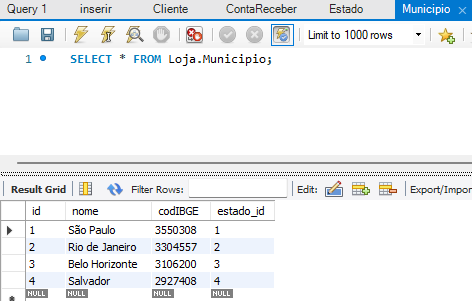 Query 1 inserir Cliente ContaReceber Estado Municipio
Limit to 1000 rows
1 SELECT * FROM Loja.Municipio;
Result Grid Filter Rows: Edit: Export/Impor
id nome codIBGE estado_id
1 São Paulo 3550308 1
2 Rio de Janeiro 3304557 2
3 Belo Horizonte 3106200 3
4 Salvador 2927408 4
NULL NULL NULL NULL